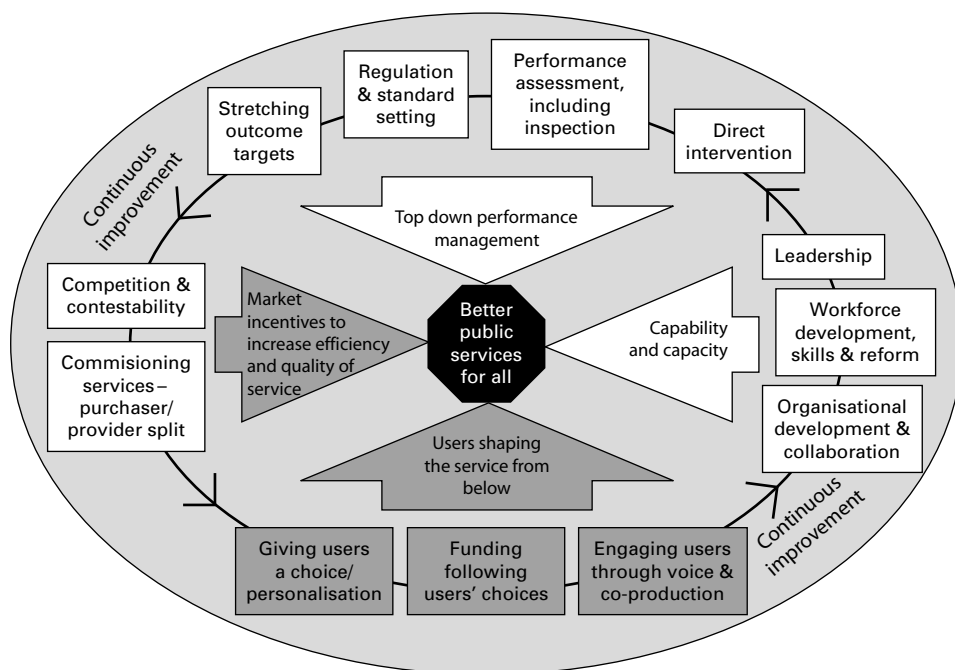 Performance
assessment,
including
inspection
Regulation
& standard
setting
Stretching
outcome
targets
Direct
intervention
Continuous
improvement
Top down performance
management
Leadership
Competition &
contestability
Market
incentives to
increase efficiency
and quality of
service
Better
public
services
for all
Capability
and capacity
Workforce
development,
skills & reform
Commisioning
services–
purchaser/
provider split
Organisational
development &
collaboration
Users shaping
the service from
below
Continuous
improvement
Giving users
a choice/
personalisation
Funding
following
users’ choices
Engaging users
through voice &
co-production